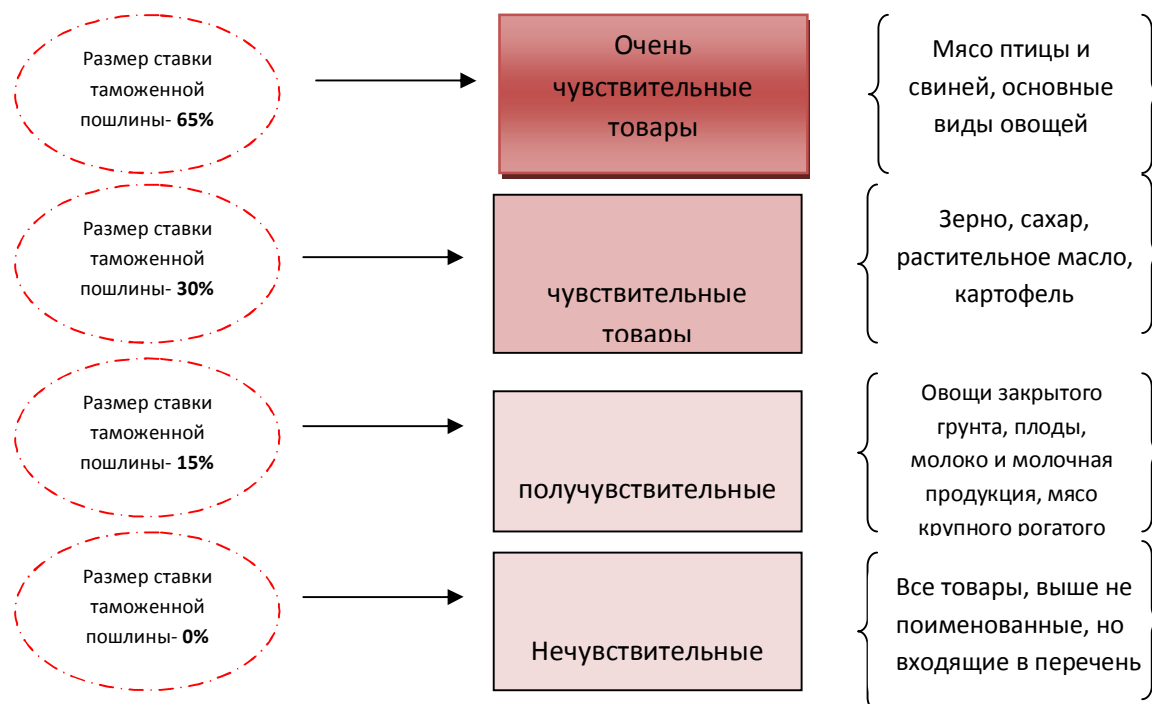 Размер ставки
таможенной
пошлины- 65%
Очень
чувствительные
товары
Мясо птицы и
свиней, основные
виды овощей
Размер ставки
таможенной
пошлины- 30%
чувствительные
товары
Зерно, сахар,
растительное масло,
картофель
Размер ставки
таможенной
пошлины- 15%
получувствительные
Овощи закрытого
грунта, плоды,
молоко и молочная
продукция, мясо
крупного рогатого
Размер ставки
таможенной
пошлины- 0%
Нечувствительные
Все товары, выше не
поименованные, но
входящие в перечень